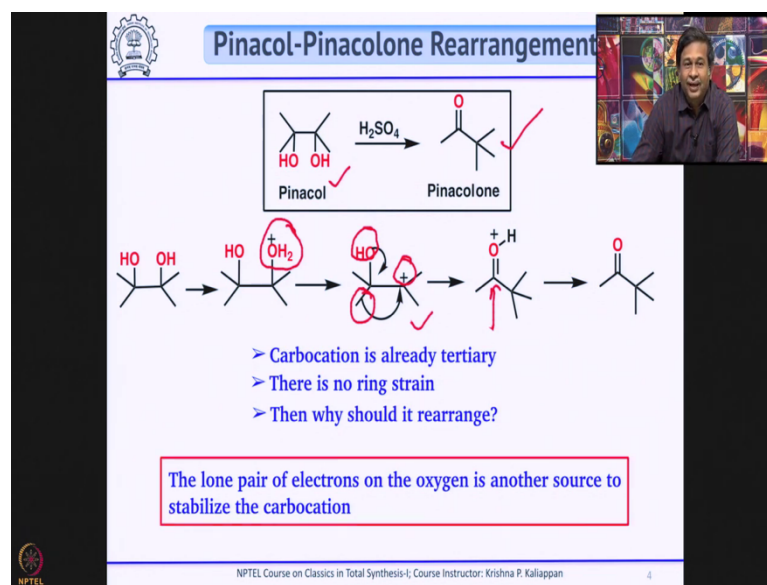 Pinacol-Pinacolone Rearrangement
O
H₂SO₄
HO OH
Pinacol
Pinacolone
HO OH
HO + OH₂
HO +
+ O H
O
➢ Carbocation is already tertiary
➢ There is no ring strain
➢ Then why should it rearrange?
The lone pair of electrons on the oxygen is another source to
stabilize the carbocation
NPTEL
NPTEL Course on Classics in Total Synthesis-I; Course Instructor: Krishna P. Kaliappan
4